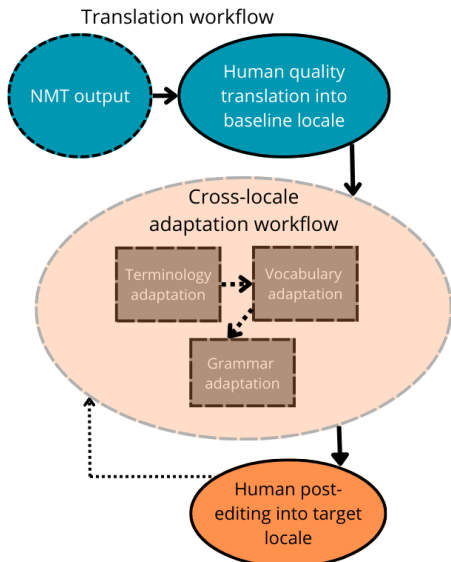 Translation workflow
NMT output
Human quality
translation into
baseline locale
Cross-locale
adaptation workflow
Terminology
adaptation
Vocabulary
adaptation
Grammar
adaptation
Human post-
editing into target
locale